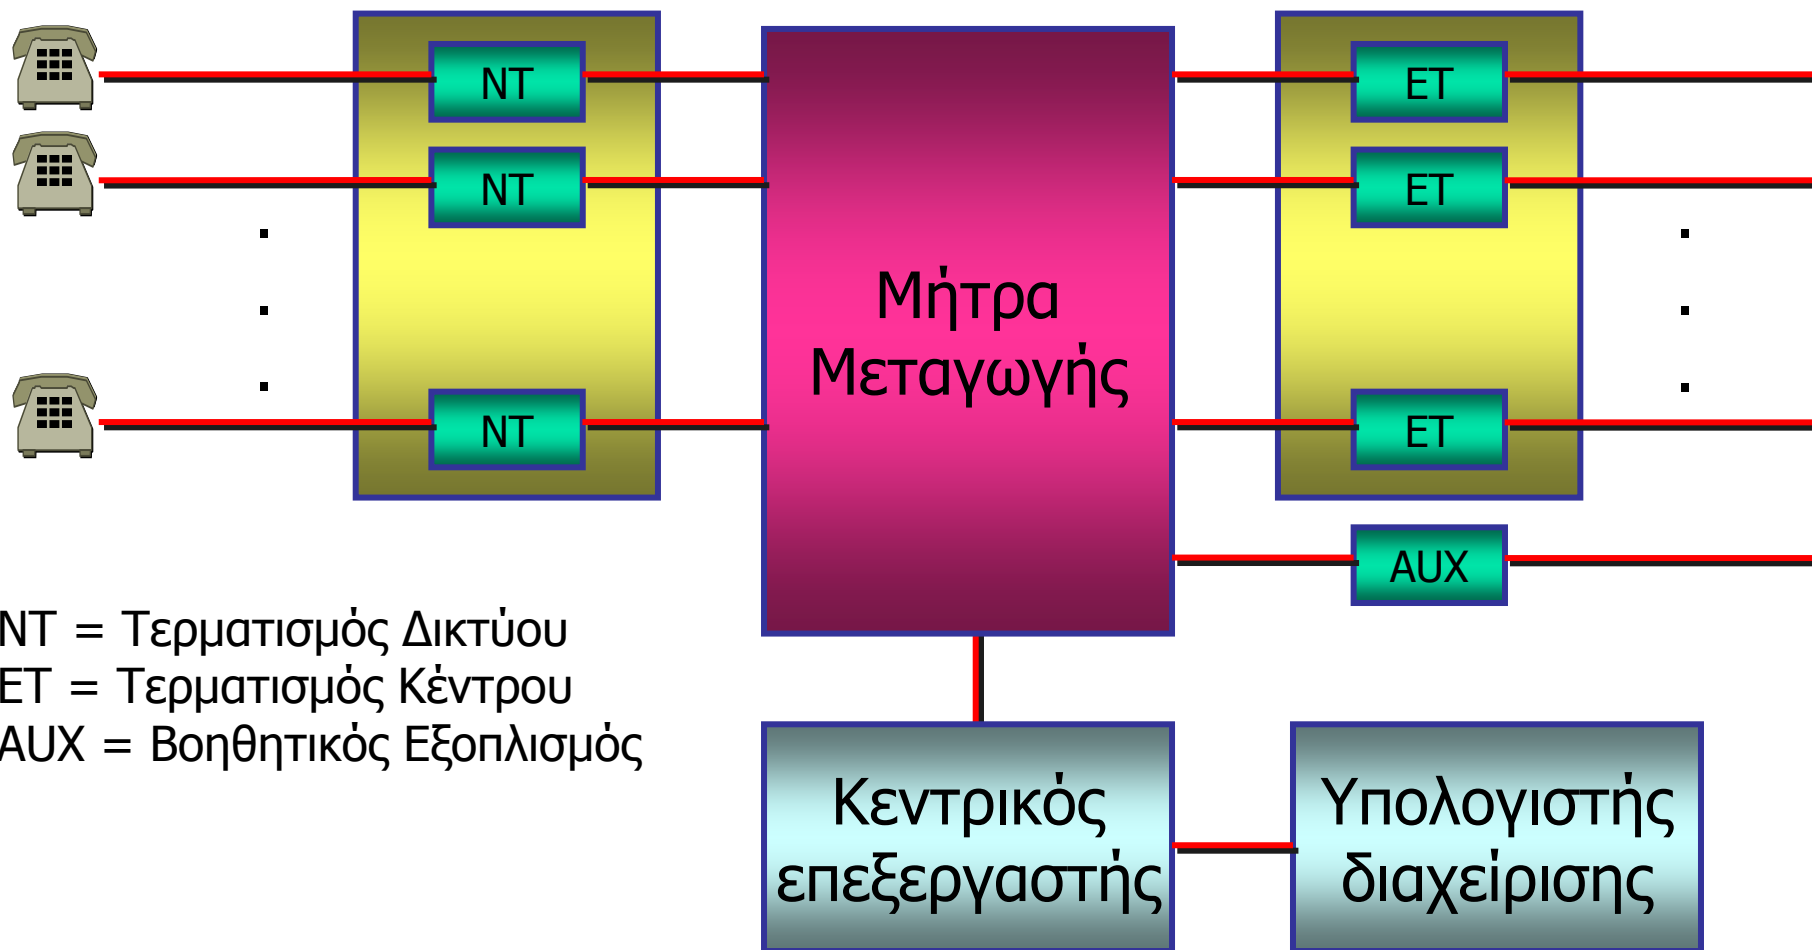 NT
ET
NT
ET
Μήτρα
Μεταγωγής
NT
ET
AUX
NT = Τερματισμός Δικτύου
ET = Τερματισμός Κέντρου
AUX = Βοηθητικός Εξοπλισμός
Κεντρικός
επεξεργαστής
Υπολογιστής
διαχείρισης